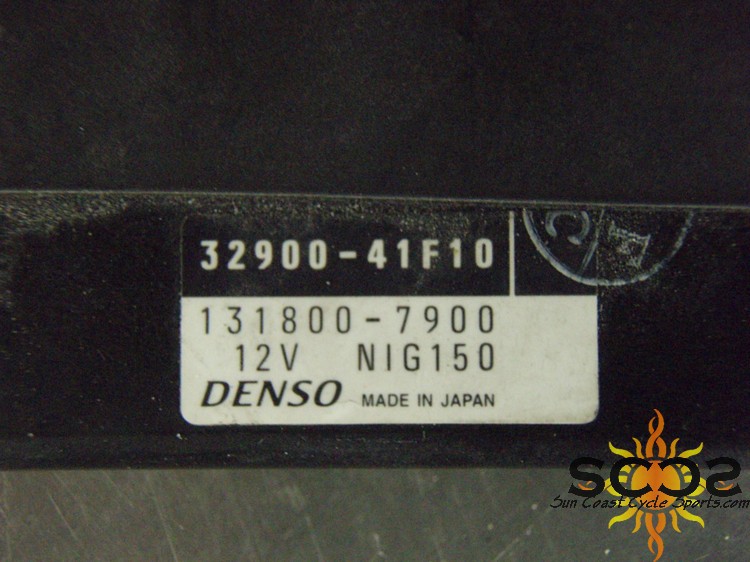 32900-41F10
131800-7900
12V NIG150
DENSO MADE IN JAPAN
SCCS
Sun Coast Cycle Sports.com